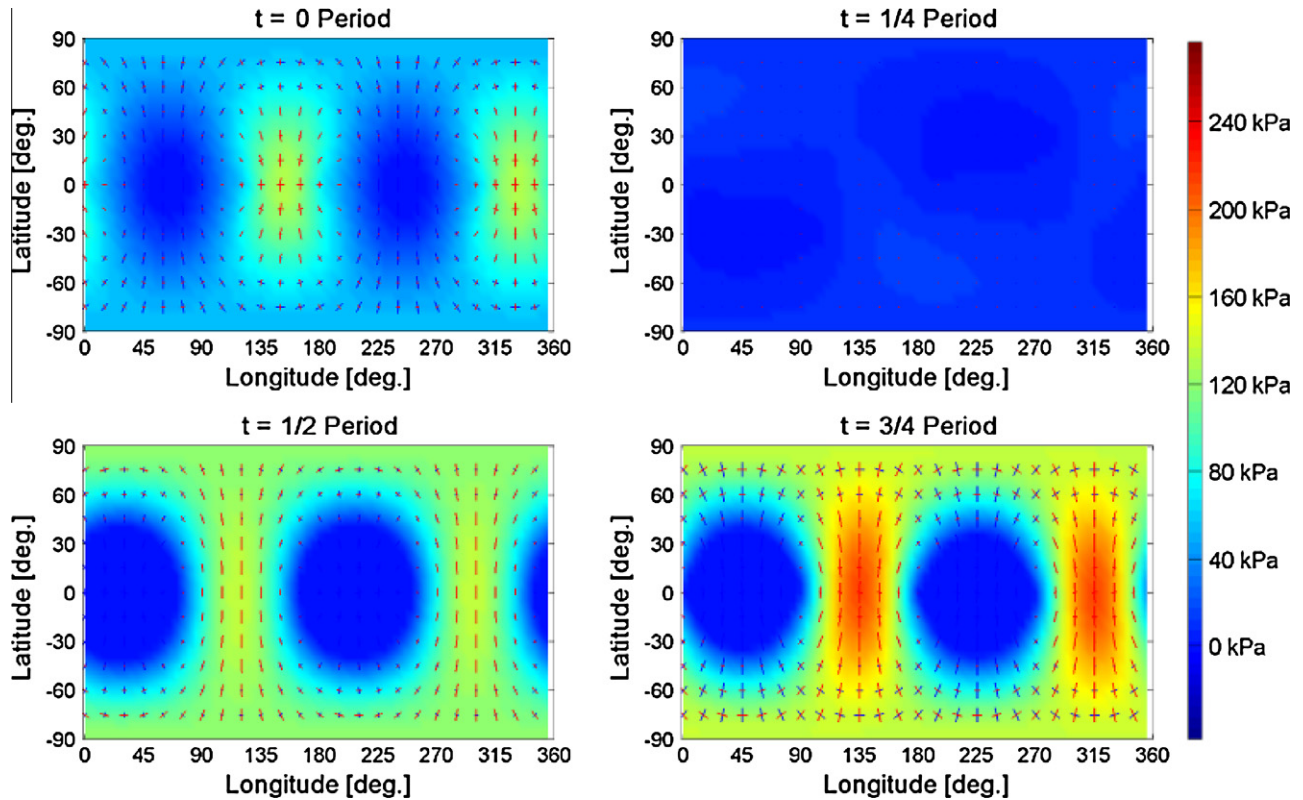 t = 0 Period
t = 1/4 Period
90
60
30
0
-30
-60
-90
Latitude [deg.]
0 45 90 135 180 225 270 315 360
Longitude [deg.]
90
60
30
0
-30
-60
-90
Latitude [deg.]
0 45 90 135 180 225 270 315 360
Longitude [deg.]
t = 1/2 Period
t = 3/4 Period
90
60
30
0
-30
-60
-90
Latitude [deg.]
0 45 90 135 180 225 270 315 360
Longitude [deg.]
90
60
30
0
-30
-60
-90
Latitude [deg.]
0 45 90 135 180 225 270 315 360
Longitude [deg.]
240 kPa
200 kPa
160 kPa
120 kPa
80 kPa
40 kPa
0 kPa